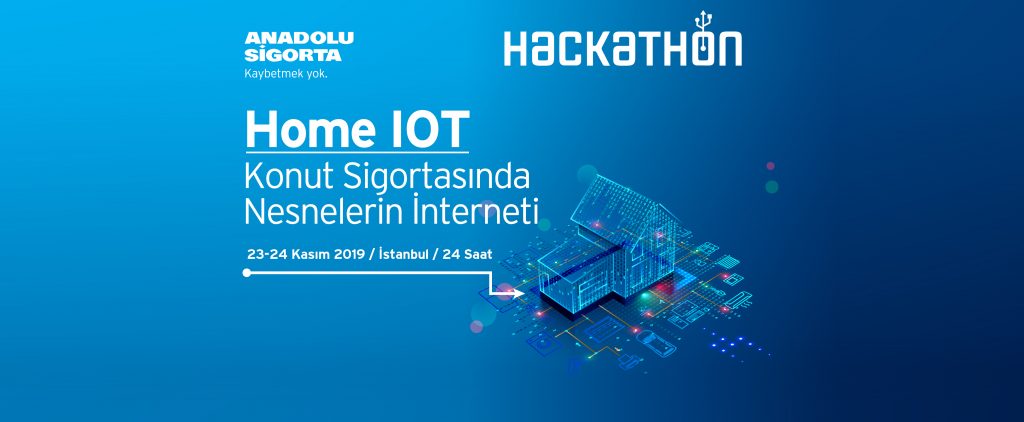 ANADOLU
SİGORTA
Kaybetmek yok.
HACKATHON
Home IOT
Konut Sigortasında
Nesnelerin İnterneti
23-24 Kasım 2019 / İstanbul / 24 Saat